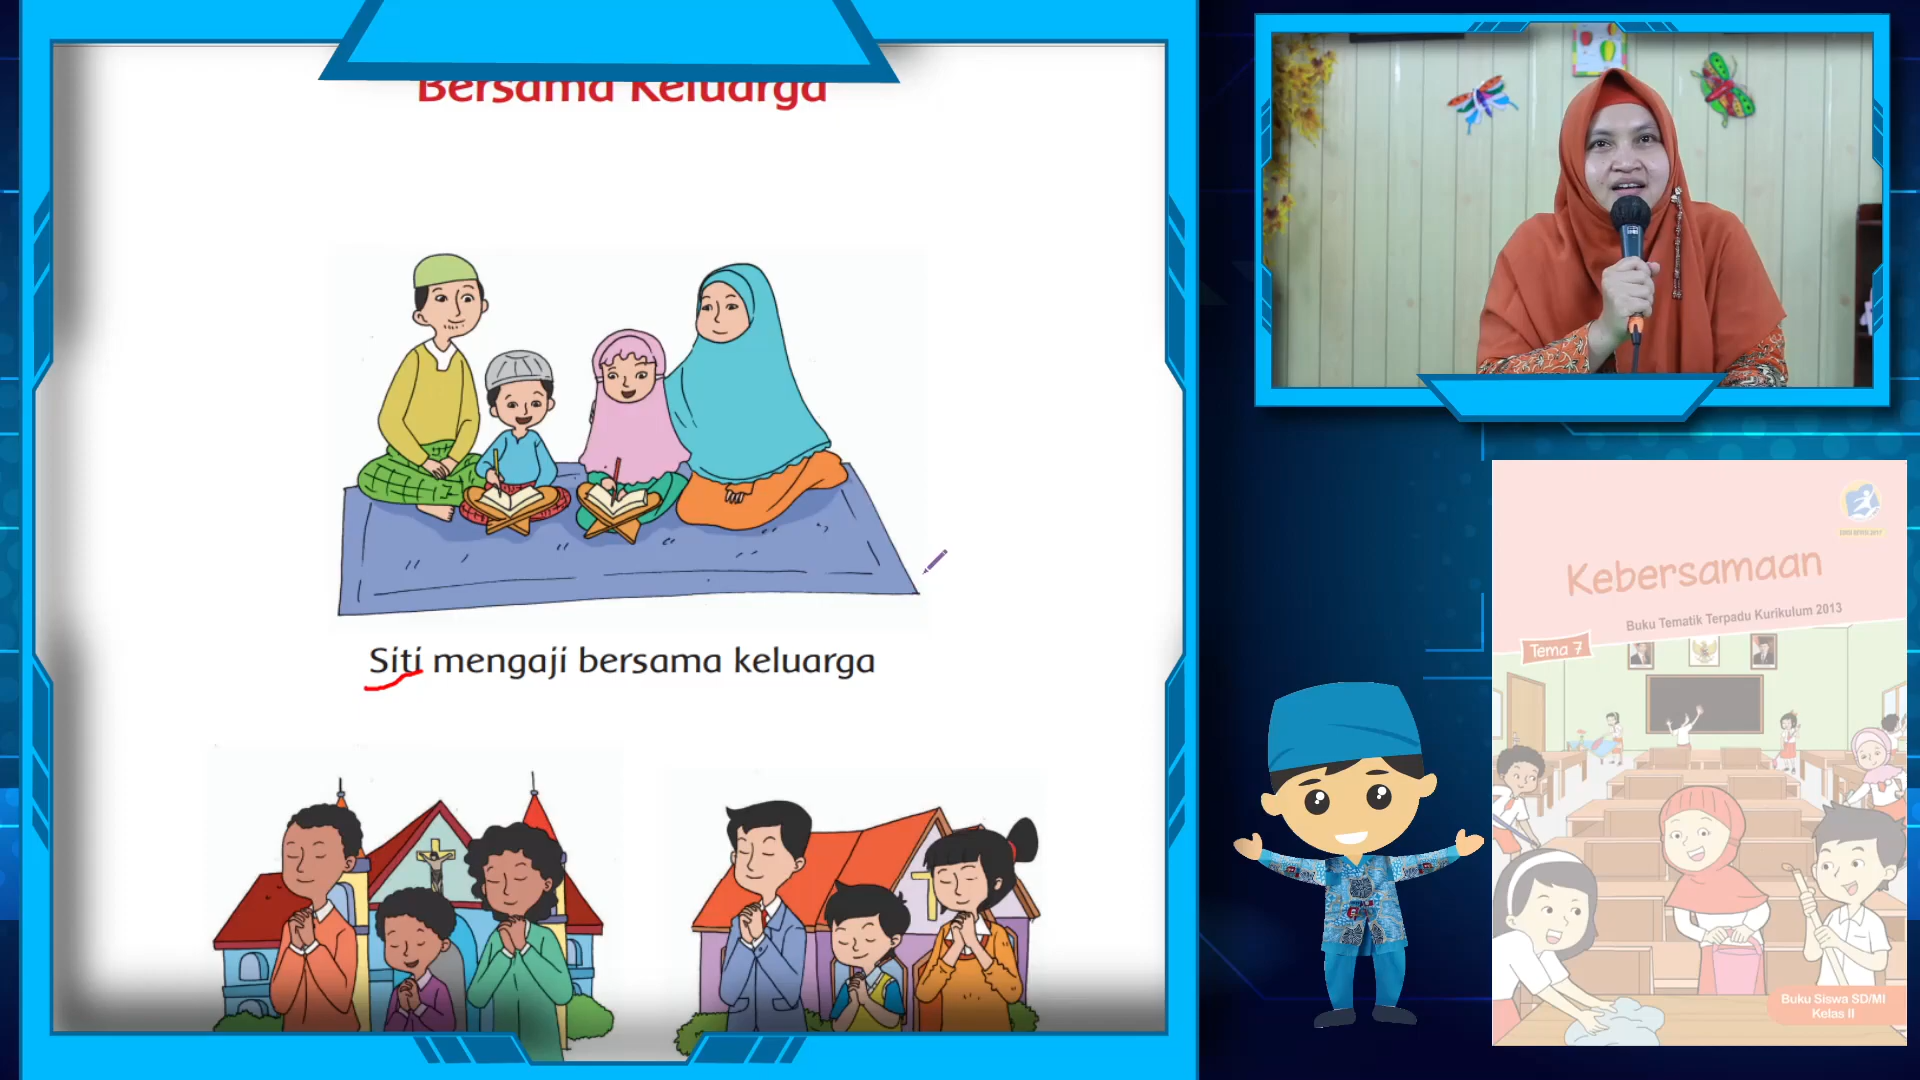 Bersama Keluarga
Siti mengaji bersama keluarga
Kebersamaan
Buku Tematik Terpadu Kurikulum 2013
Tema 7
Buku Siswa SD/MI
Kelas II